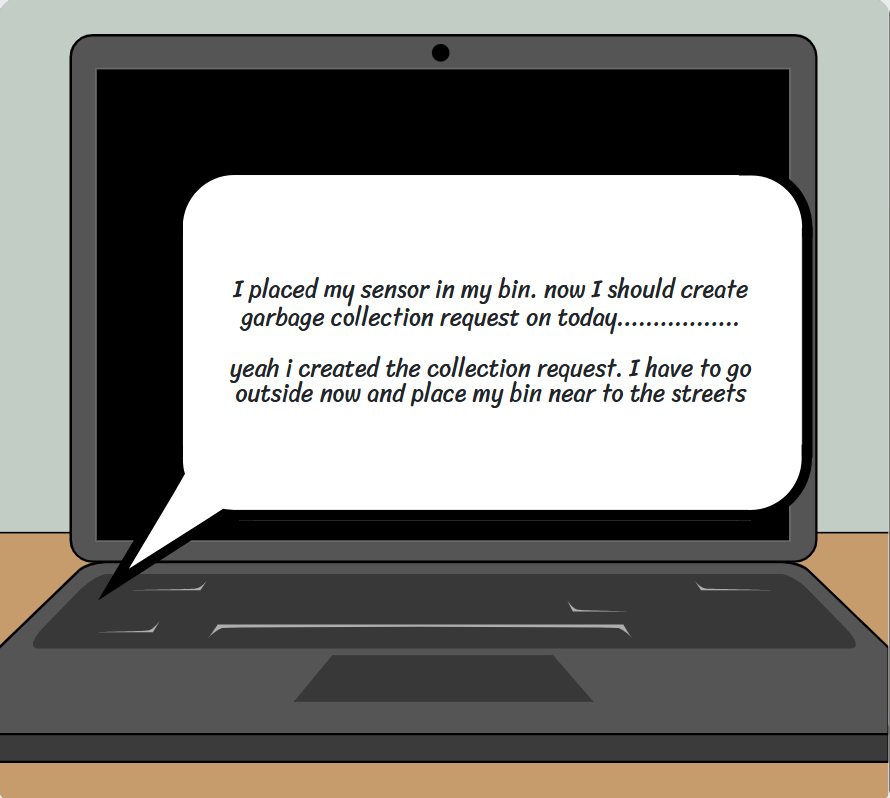 I placed my sensor in my bin. now I should create
garbage collection request on today.................
yeah i created the collection request. I have to go
outside now and place my bin near to the streets